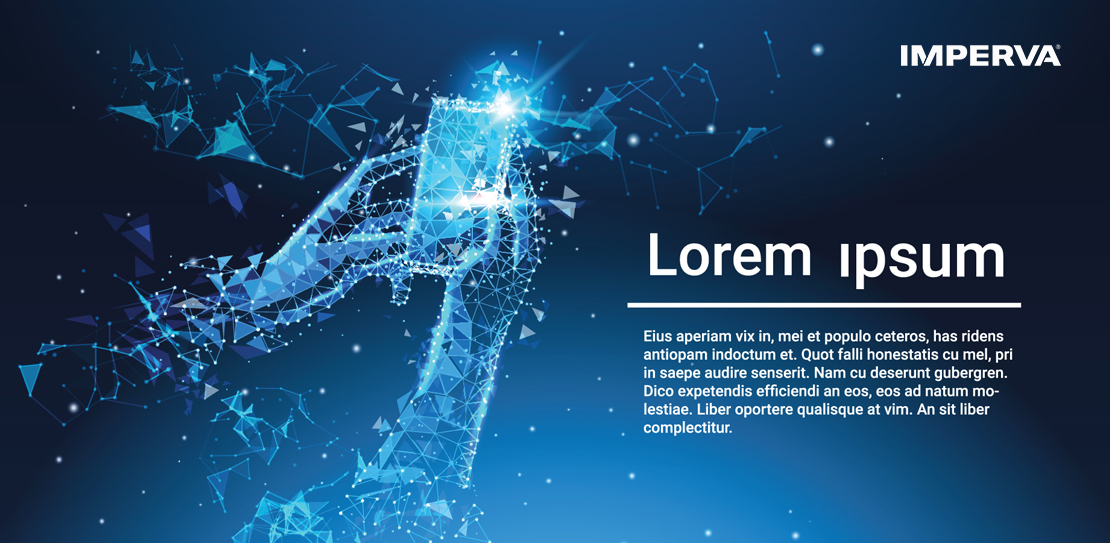 IMPERVA®
Lorem ıpsum
Eius aperiam vix in, mei et populo ceteros, has ridens
antiopam indoctum et. Quot falli honestatis cu mel, pri
in saepe audire senserit. Nam cu deserunt gubergren.
Dico expetendis efficiendi an eos, eos ad natum mo-
lestiae. Liber oportere qualisque at vim. An sit liber
complectitur.